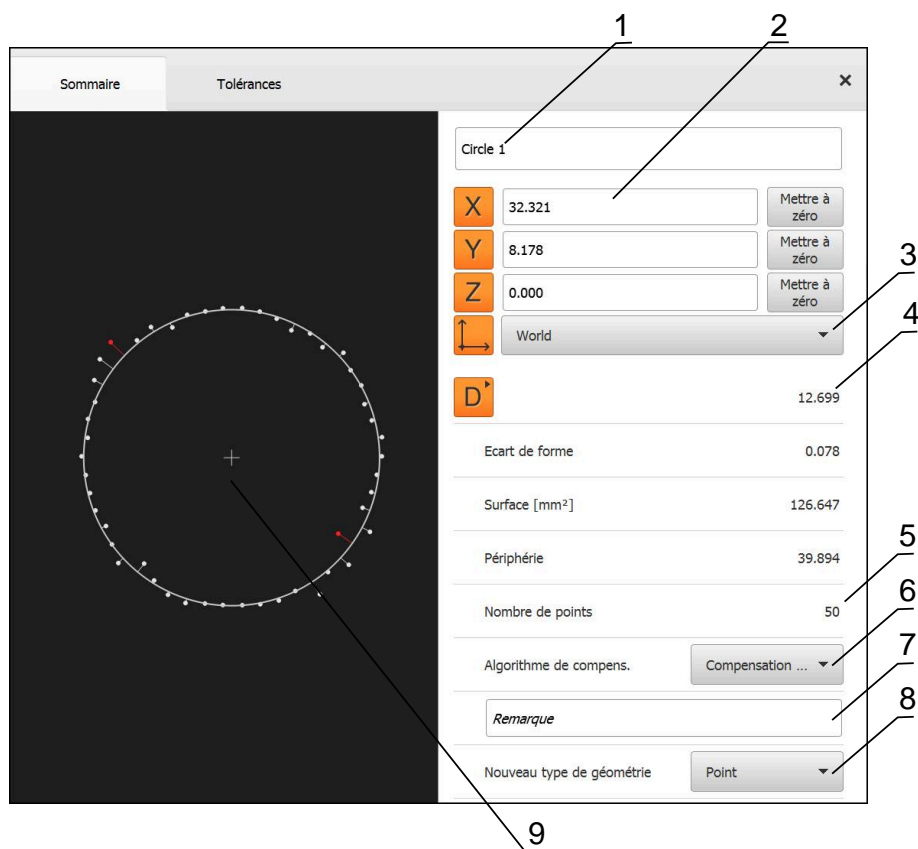 1
2
Sommaire
Tolérances
×
Circle 1
X
32.321
Mettre à
zéro
Y
8.178
Mettre à
zéro
3
Z
0.000
Mettre à
zéro
World
4
D
12.699
Ecart de forme
0.078
Surface [mm²]
126.647
Périphérie
39.894
5
Nombre de points
50
6
Algorithme de compens.
Compensation ...
7
Remarque
8
Nouveau type de géométrie
Point
9